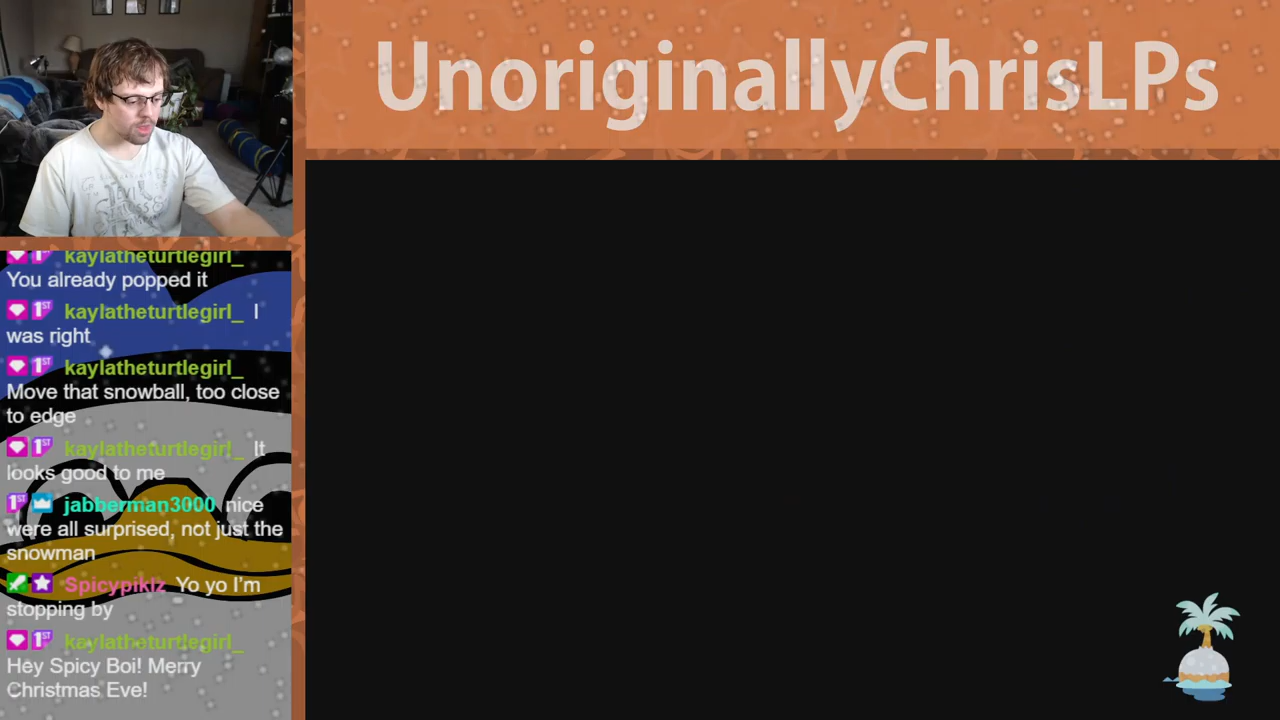 UnoriginallyChrisLPs
kaylatheturtlegirl_
You already popped it
kaylatheturtlegirl_ I
was right
kaylatheturtlegirl_
Move that snowball, too close
to edge
kaylatheturtlegirl_ It
looks good to me
jabberman3000 nice
were all surprised, not just the
snowman
Spicypiklz Yo yo I'm
stopping by
kaylatheturtlegirl_
Hey Spicy Boi! Merry
Christmas Eve!